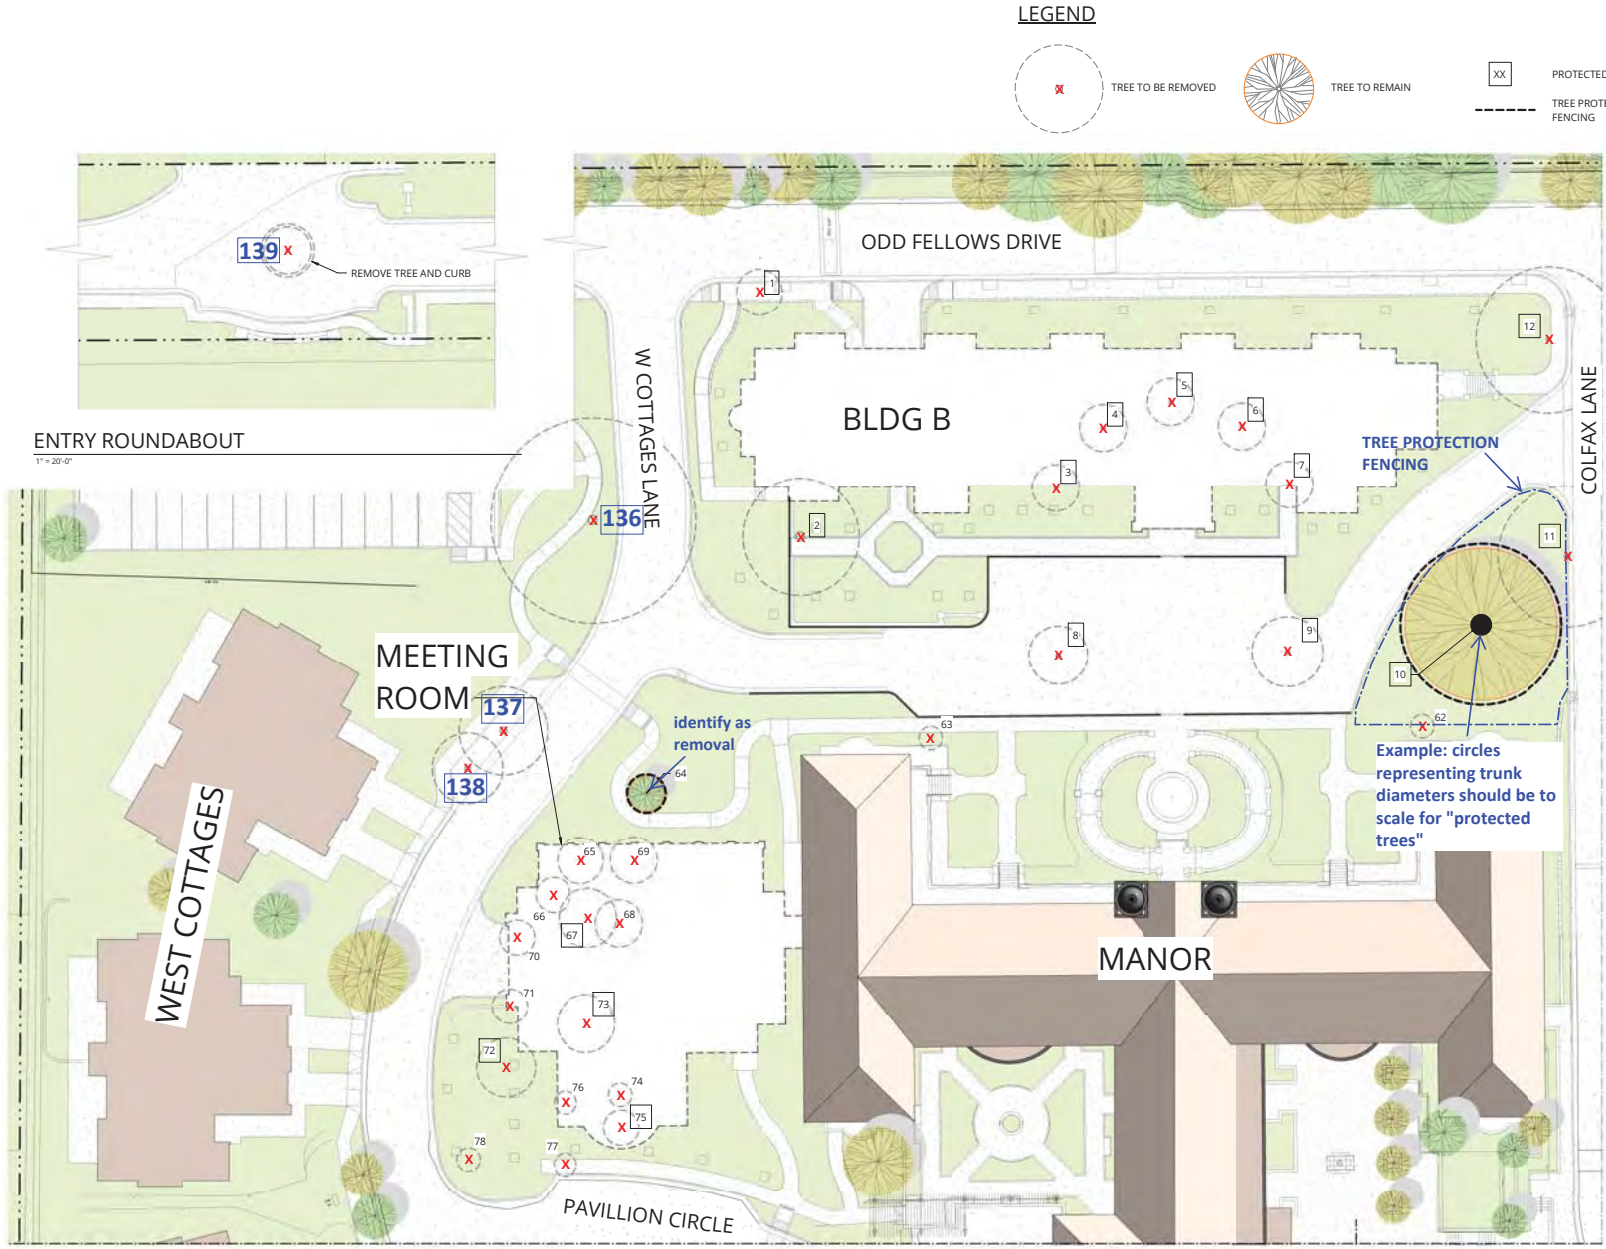 LEGEND
X
TREE TO BE REMOVED
TREE TO REMAIN
XX
PROTECTED
TREE PROTE
FENCING
139
X
REMOVE TREE AND CURB
ODD FELLOWS DRIVE
1
X
12
X
W COTTAGES LANE
COLFAX LANE
5
X
4
X
6
X
BLDG B
ENTRY ROUNDABOUT
1" = 20'-0"
TREE PROTECTION
FENCING
3
X
7
X
X
136
2
X
11
X
MEETING
ROOM
8
X
9
X
10
137
X
X
138
identify as
removal
64
63
X
62
X
Example: circles
representing trunk
diameters should be to
scale for "protected
trees"
WEST COTTAGES
65
X
69
X
X
66
X
67
68
X
X
70
MANOR
71
X
73
X
72
X
76
X
74
X
75
X
78
X
77
X
PAVILLION CIRCLE